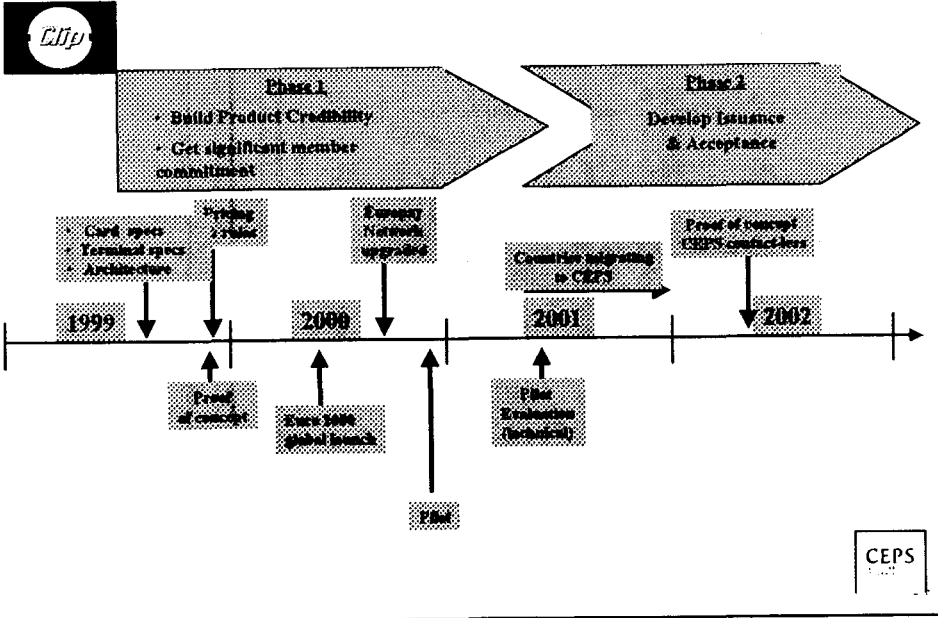 Clip
Phase 1
• Build Product Credibility
• Get significant member
commitment
Phase 2
Develop Issuance
& Acceptance
• Card specs
• Terminal specs
• Architecture
Pricing
rules
Europay
Network
upgraded
Countries migrating
to CEPS
Proof of concept
CEPS contact-less
1999
2000
2001
2002
Proof
of concept
global launch
Pilot
Pilot
Evaluation
(technical)
CEPS